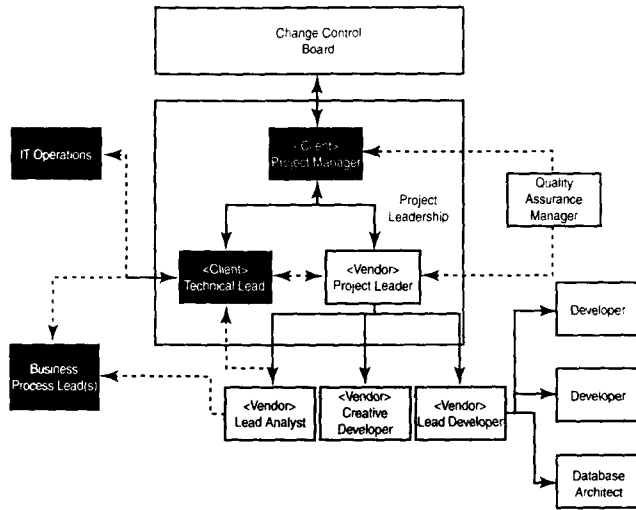 Change Control
Board
<Client>
Project Manager
IT Operations
Project
Leadership
Quality
Assurance
Manager
<Client>
Technical Lead
<Vendor>
Project Leader
Developer
Business
Process Lead(s)
<Vendor>
Lead Analyst
<Vendor>
Creative
Developer
<Vendor>
Lead Developer
Developer
Database
Architect